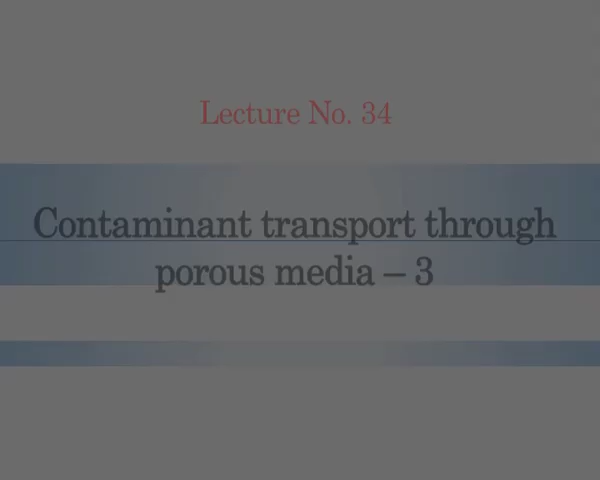 Lecture No. 34
Contaminant transport through
porous media – 3